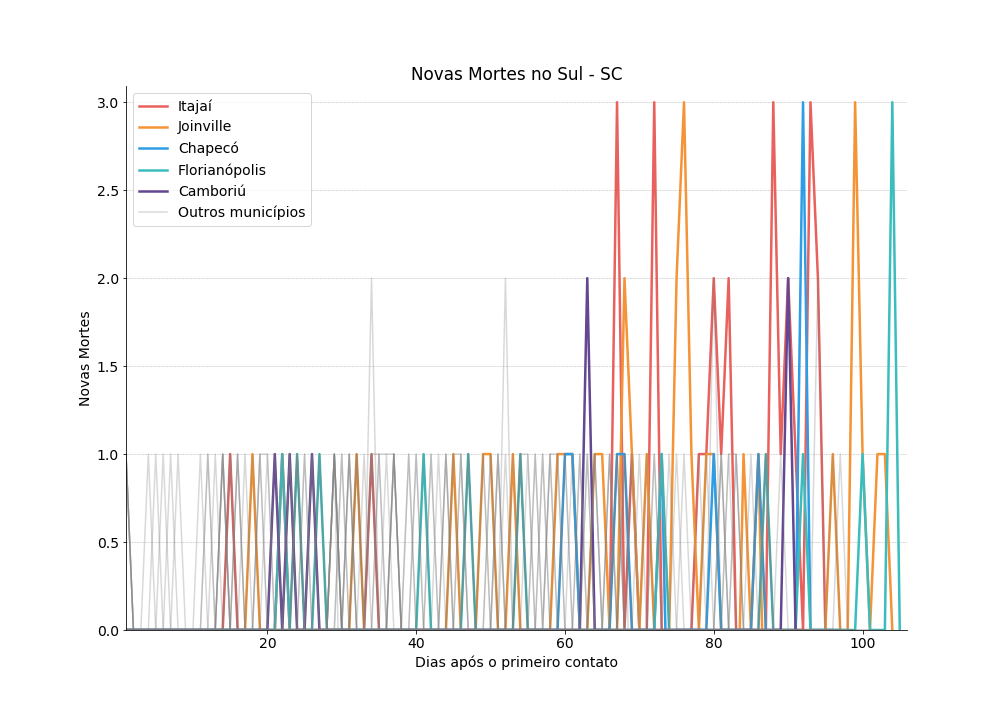 Novas Mortes no Sul - SC
Itajaí
Joinville
Chapecó
Florianópolis
Camboriú
Outros municípios
Novas Mortes
3.0
2.5
2.0
1.5
1.0
0.5
0.0
20
40
60
80
100
Dias após o primeiro contato